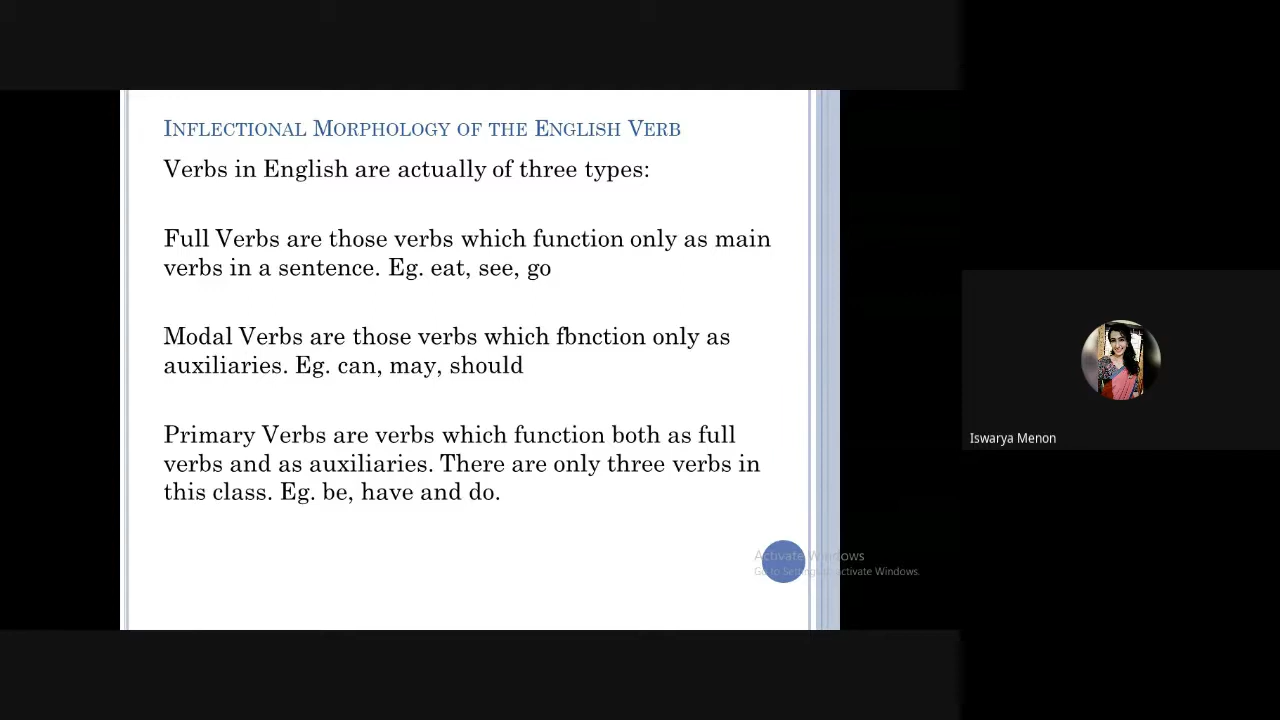 INFLECTIONAL MORPHOLOGY OF THE ENGLISH VERB
Verbs in English are actually of three types:
Full Verbs are those verbs which function only as main
verbs in a sentence. Eg. eat, see, go
Modal Verbs are those verbs which fbnction only as
auxiliaries. Eg. can, may, should
Primary Verbs are verbs which function both as full
verbs and as auxiliaries. There are only three verbs in
this class. Eg. be, have and do.
Iswarya Menon
Activate Windows
Go to Settings to activate Windows.